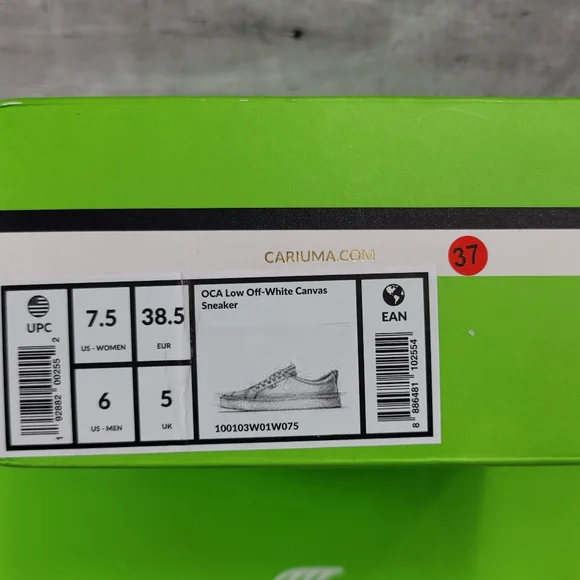 CARIUMA.COM
37
UPC
1 92882 00255 2
7.5
US - WOMEN
38.5
EUR
6
US - MEN
5
UK
OCA Low Off-White Canvas
Sneaker
100103W01W075
EAN
8 886481 102554